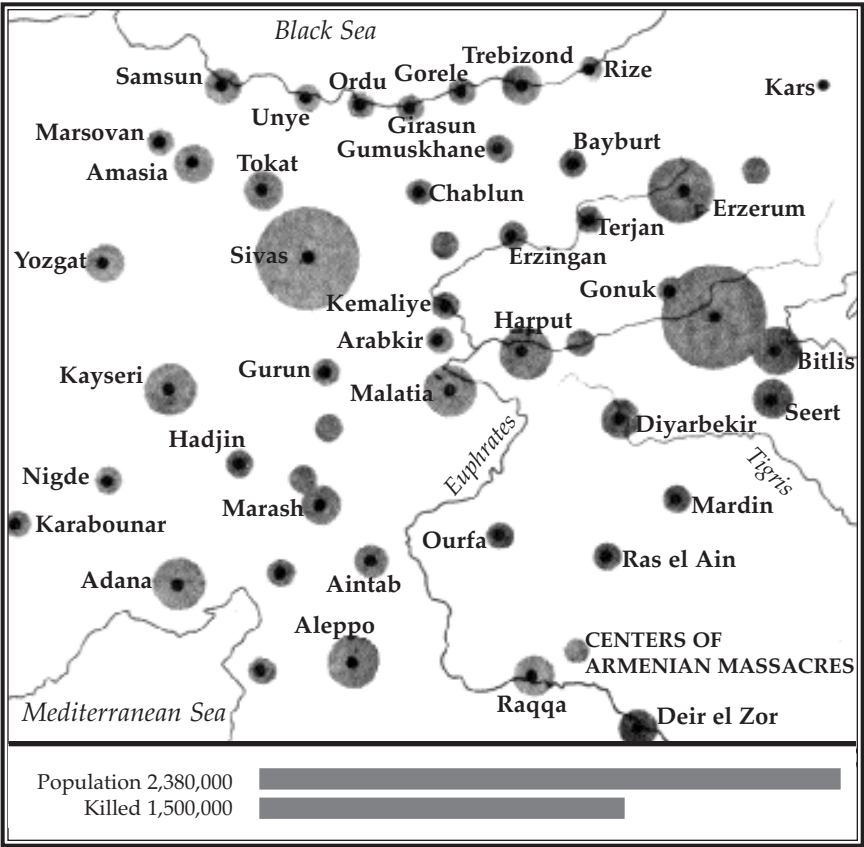 Black Sea
Trebizond
Samsun
Ordu
Gorele
Rize
Kars
Unye
Girasun
Marsovan
Gumuskhane
Bayburt
Amasia
Tokat
Chablun
Erzerum
Terjan
Yozgat
Sivas
Erzingan
Gonuk
Kemaliye
Harput
Arabkir
Bitlis
Kayseri
Gurun
Malatia
Seert
Diyarbekir
Hadjin
Euphrates
Tigris
Nigde
Marash
Mardin
Karabounar
Ourfa
Ras el Ain
Adana
Aintab
Aleppo
CENTERS OF
ARMENIAN MASSACRES
Raqqa
Mediterranean Sea
Deir el Zor
Population 2,380,000
Killed 1,500,000